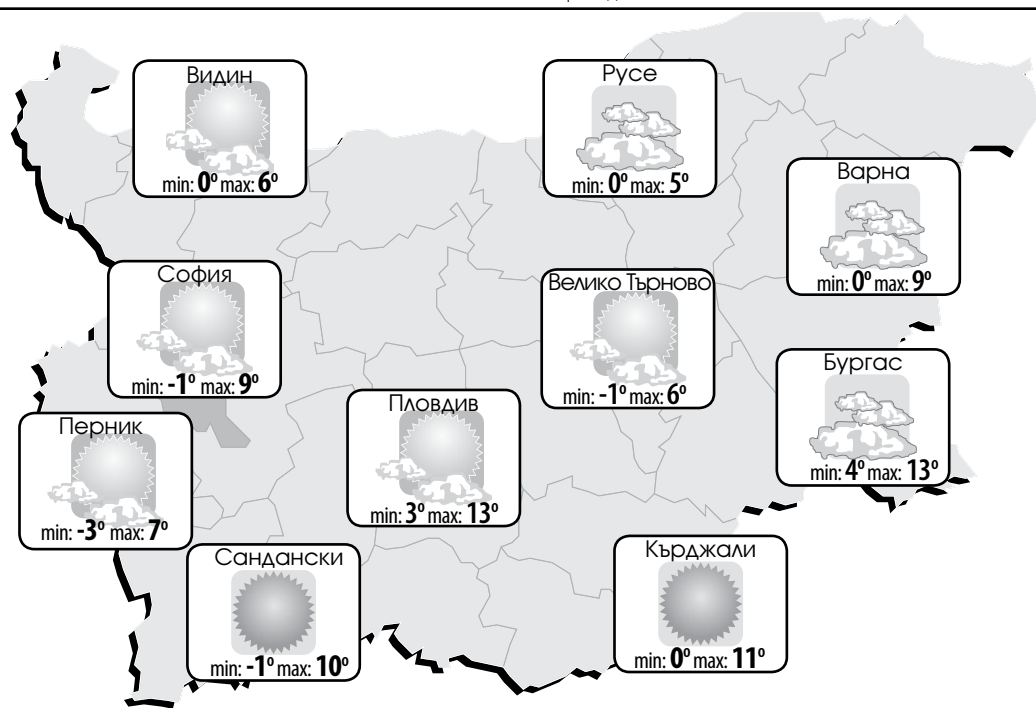 Видин
min: 0° max: 6°
Русе
min: 0° max: 5°
Варна
min: 0° max: 9°
София
min: -1° max: 9°
Велико Търново
min: -1° max: 6°
Бургас
min: 4° max: 13°
Пловдив
min: 3° max: 13°
Перник
min: -3° max: 7°
Сандански
min: -1° max: 10°
Кърджали
min: 0° max: 11°